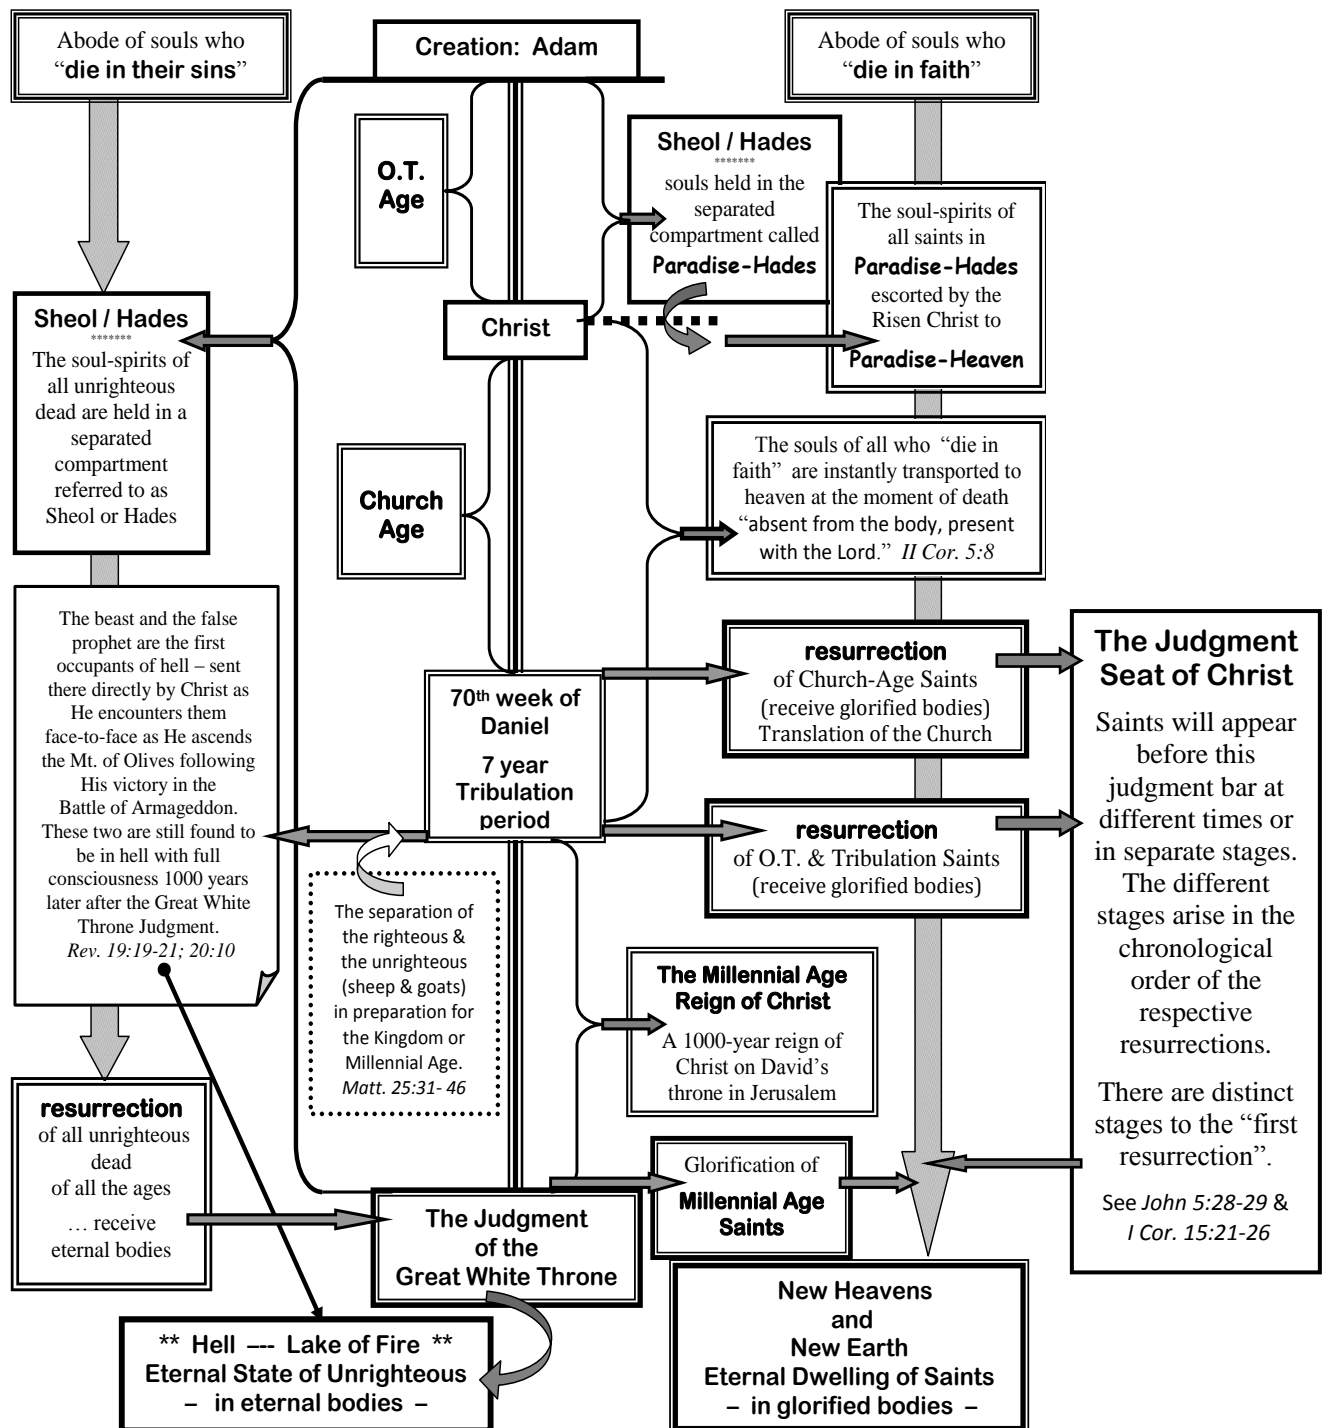 Abode of souls who
“die in their sins”
Creation: Adam
Abode of souls who
“die in faith”
O.T.
Age
Sheol / Hades
*******
souls held in the
separated
compartment called
Paradise-Hades
The soul-spirits of
all saints in
Paradise-Hades
escorted by the
Risen Christ to
Paradise-Heaven
Sheol / Hades
*******
The soul-spirits of
all unrighteous
dead are held in a
separated
compartment
referred to as
Sheol or Hades
Christ
Church
Age
The souls of all who “die in
faith” are instantly transported to
heaven at the moment of death
“absent from the body, present
with the Lord.” II Cor. 5:8
The beast and the false
prophet are the first
occupants of hell – sent
there directly by Christ as
He encounters them
face-to-face as He ascends
the Mt. of Olives following
His victory in the
Battle of Armageddon.
These two are still found to
be in hell with full
consciousness 1000 years
later after the Great White
Throne Judgment.
Rev. 19:19-21; 20:10
70th week of
Daniel
7 year
Tribulation
period
resurrection
of Church-Age Saints
(receive glorified bodies)
Translation of the Church
resurrection
of O.T. & Tribulation Saints
(receive glorified bodies)
The Judgment
Seat of Christ
Saints will appear
before this
judgment bar at
different times or
in separate stages.
The different
stages arise in the
chronological
order of the
respective
resurrections.
There are distinct
stages to the “first
resurrection”.
See John 5:28-29 &
I Cor. 15:21-26
The separation of
the righteous &
the unrighteous
(sheep & goats)
in preparation for
the Kingdom or
Millennial Age.
Matt. 25:31- 46
The Millennial Age
Reign of Christ
A 1000-year reign of
Christ on David’s
throne in Jerusalem
resurrection
of all unrighteous
dead
of all the ages
… receive
eternal bodies
Glorification of
Millennial Age
Saints
The Judgment
of the
Great White Throne
** Hell –-- Lake of Fire **
Eternal State of Unrighteous
– in eternal bodies –
New Heavens
and
New Earth
Eternal Dwelling of Saints
– in glorified bodies –